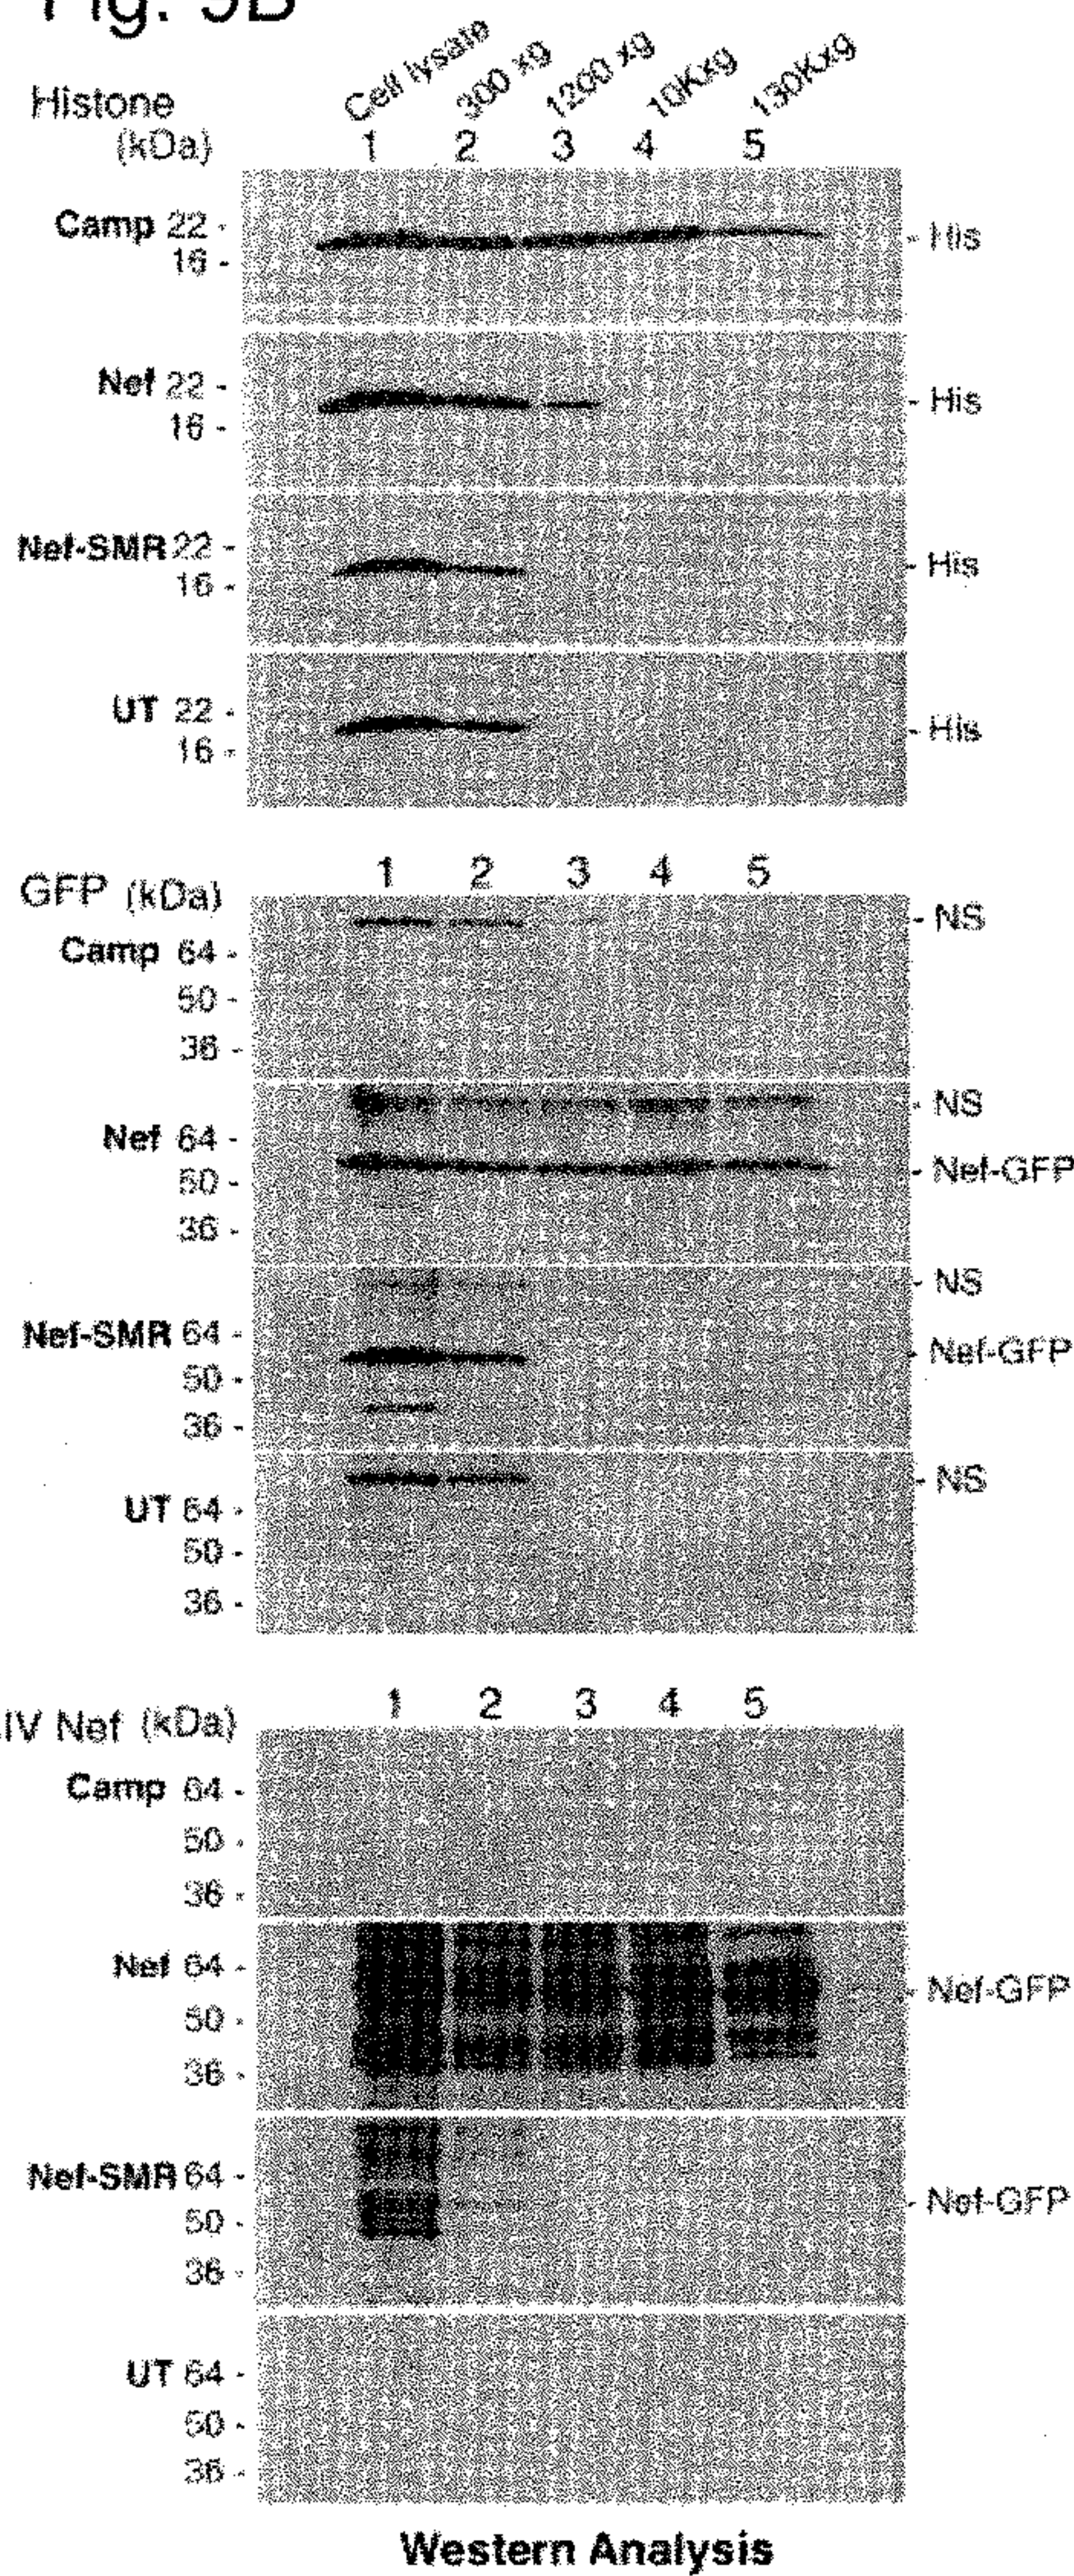 Fig. 9B
Cell lysate 300 xg 1200 xg 10Kxg 130Kxg
Histone
(kDa) 1 2 3 4 5
Camp 22 -
- His
16 -
Nef 22 -
- His
16 -
Nef-SMR 22 -
- His
16 -
UT 22 -
- His
16 -
1 2 3 4 5
GFP (kDa)
- NS
Camp 64 -
50 -
36 -
- NS
Nef 64 -
- Nef-GFP
50 -
36 -
- NS
Nef-SMR 64 -
- Nef-GFP
50 -
36 -
- NS
UT 64 -
50 -
36 -
1 2 3 4 5
IV Nef (kDa)
Camp 64 -
50 -
36 -
Nef 64 -
- Nef-GFP
50 -
36 -
Nef-SMR 64 -
- Nef-GFP
50 -
36 -
UT 64 -
50 -
36 -
Western Analysis